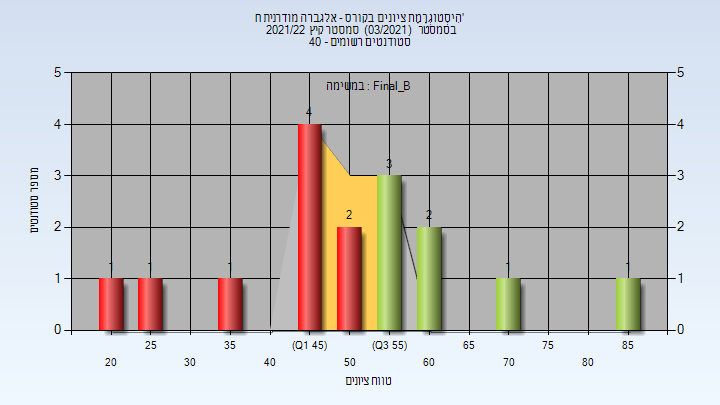 היסטוגרמת ציונים בקורס - אלגברה מודרנית ח'
בסמסטר (03/2021) סמסטר קיץ 2021/22
סטודנטים רשומים - 40
במשימה : Final_B
מספר סטודנטים
5 4 3 2 1 0
1 1 1 4 2 3 2 1 1
5 4 3 2 1 0
25 35 (Q1 45) (Q3 55) 65 75 85
20 30 40 50 60 70 80
טווח ציונים